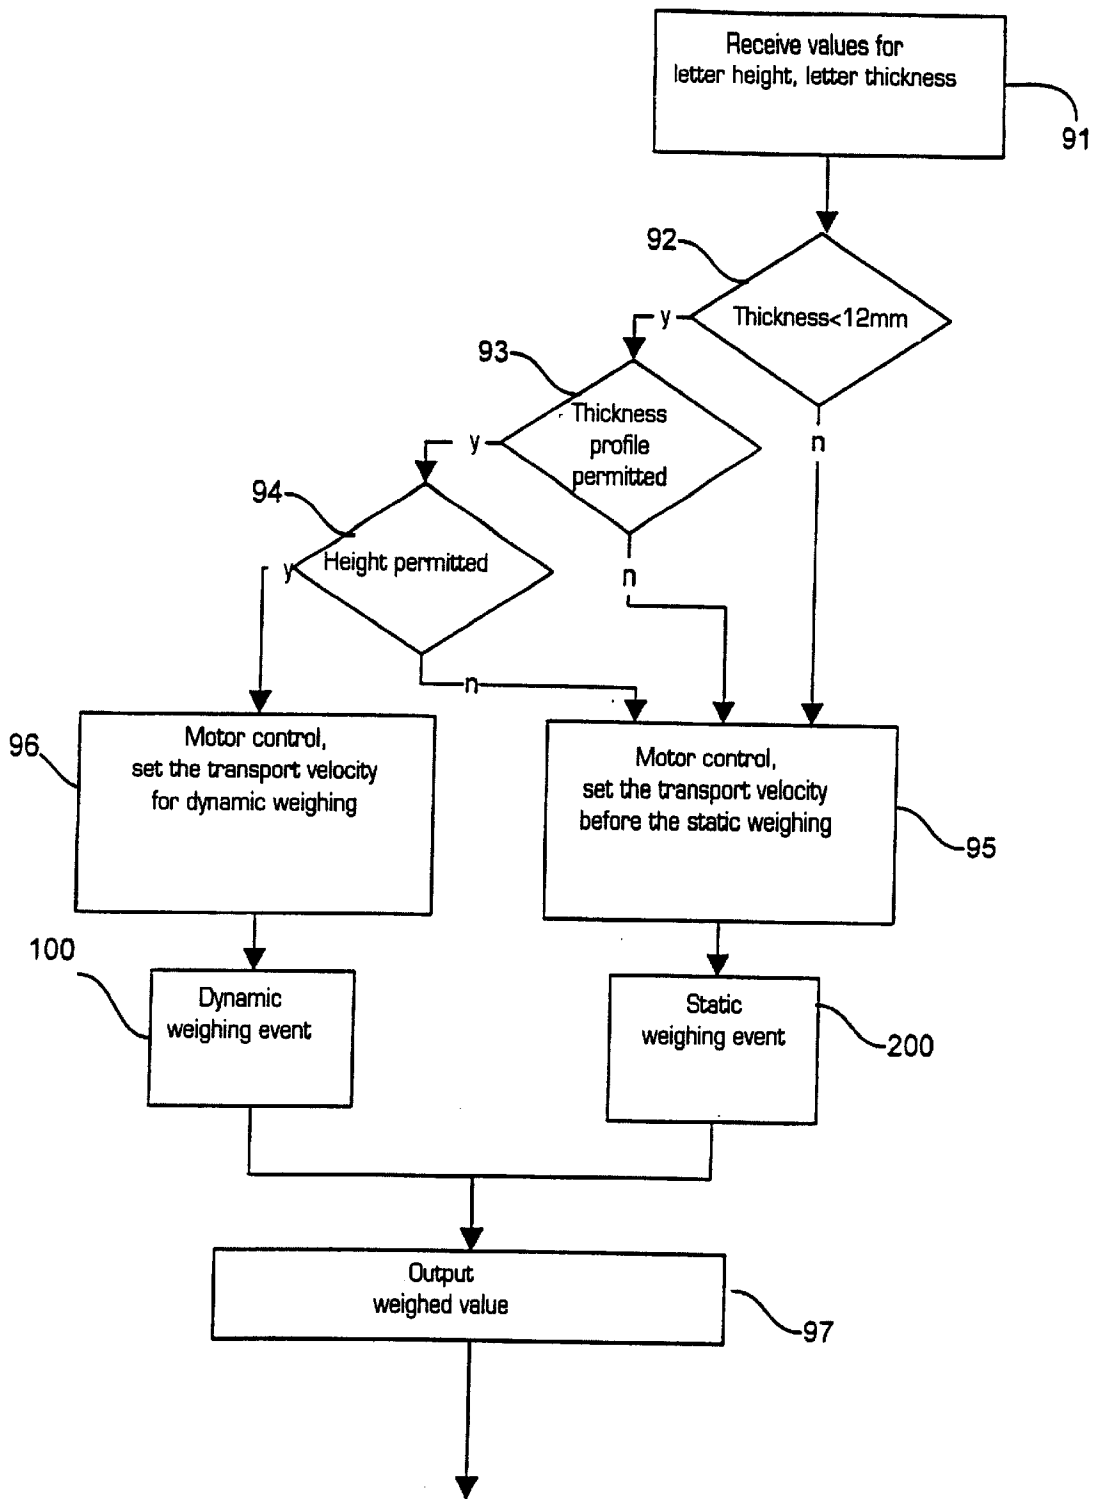 Receive values for
letter height, letter thickness
91
92
Thickness<12mm
y
n
93
Thickness
profile
permitted
y
n
94
Height permitted
y
n
96
Motor control,
set the transport velocity
for dynamic weighing
Motor control,
set the transport velocity
before the static weighing
95
100
Dynamic
weighing event
Static
weighing event
200
Output
weighed value
97